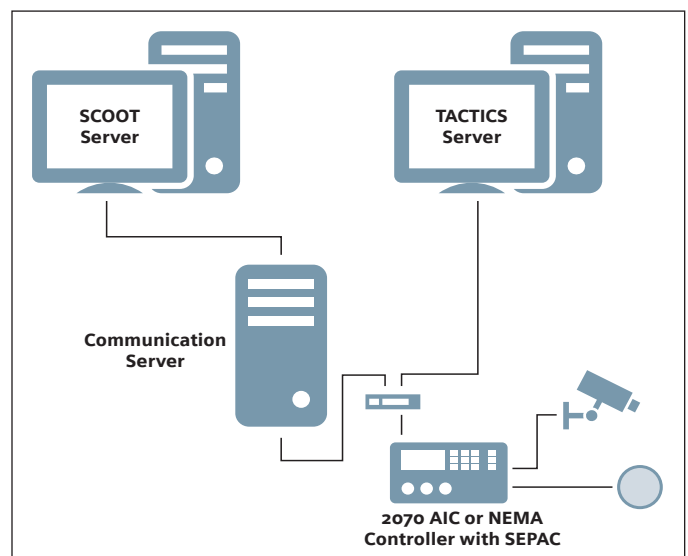 SCOOT
Server
TACTICS
Server
Communication
Server
2070 AIC or NEMA
Controller with SEPAC